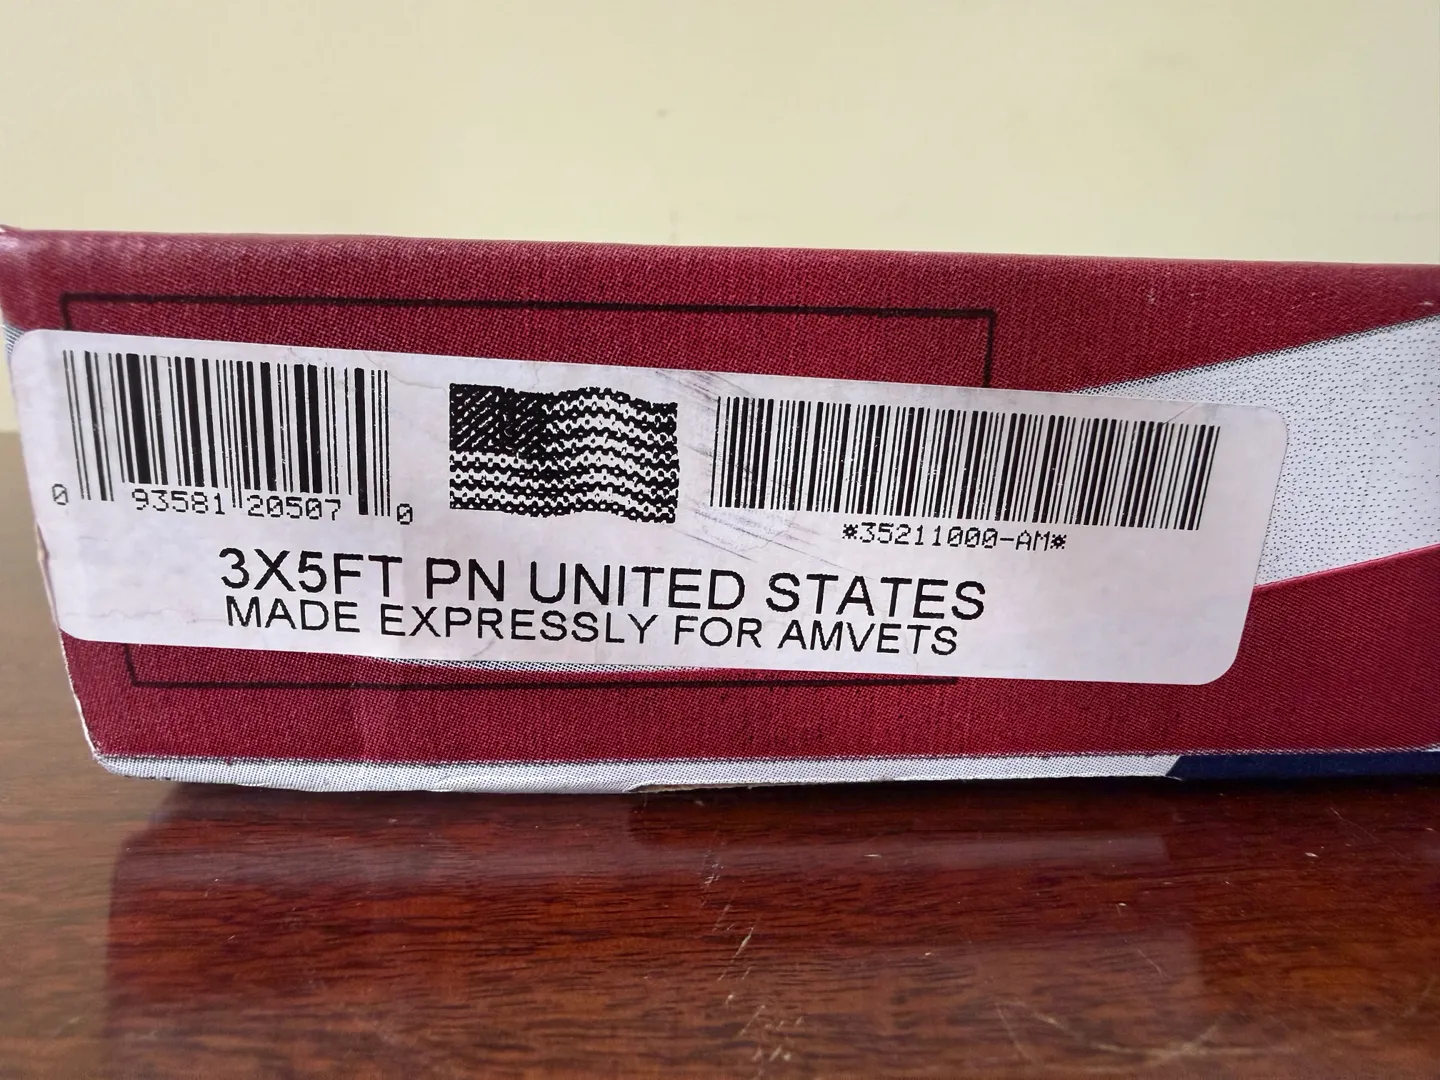 0 93581 20507 0
*35211000-AM*
3X5FT PN UNITED STATES
MADE EXPRESSLY FOR AMVETS